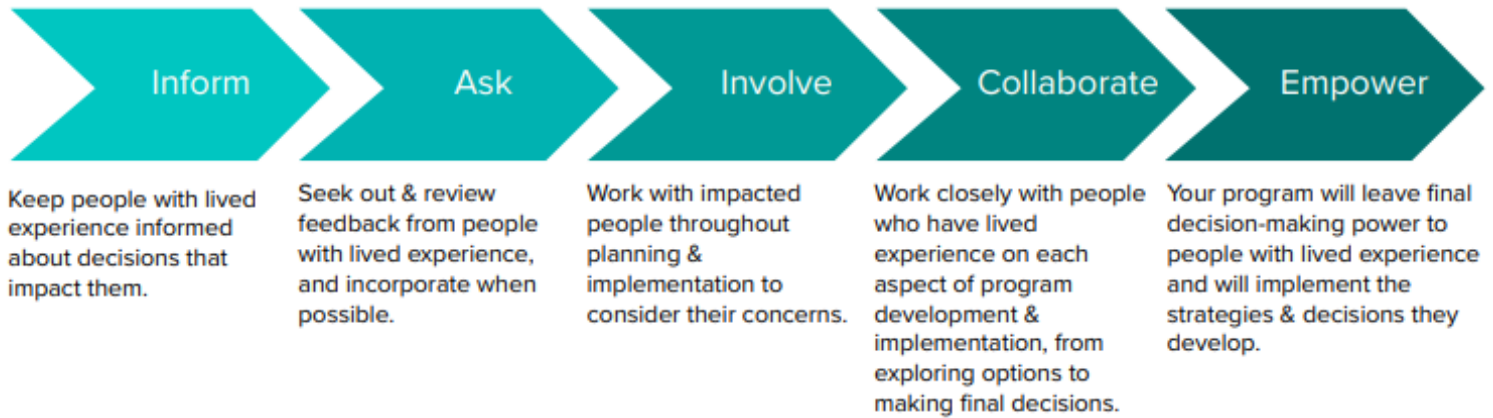 Inform
Ask
Involve
Collaborate
Empower
Keep people with lived
experience informed
about decisions that
impact them.
Seek out & review
feedback from people
with lived experience,
and incorporate when
possible.
Work with impacted
people throughout
planning &
implementation to
consider their concerns.
Work closely with people
who have lived
experience on each
aspect of program
development &
implementation, from
exploring options to
making final decisions.
Your program will leave final
decision-making power to
people with lived experience
and will implement the
strategies & decisions they
develop.